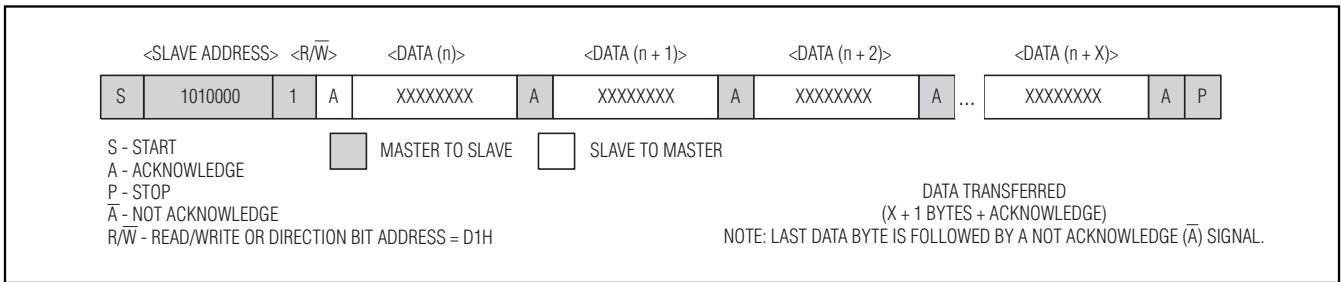 <SLAVE ADDRESS> <R/W̅> <DATA (n)> <DATA (n + 1)> <DATA (n + 2)> <DATA (n + X)>
S 1010000 1 A XXXXXXXX A XXXXXXXX A XXXXXXXX A ... XXXXXXXX A P
S - START
A - ACKNOWLEDGE
P - STOP
A̅ - NOT ACKNOWLEDGE
R/W̅ - READ/WRITE OR DIRECTION BIT ADDRESS = D1H
MASTER TO SLAVE SLAVE TO MASTER
DATA TRANSFERRED
(X + 1 BYTES + ACKNOWLEDGE)
NOTE: LAST DATA BYTE IS FOLLOWED BY A NOT ACKNOWLEDGE (A̅) SIGNAL.